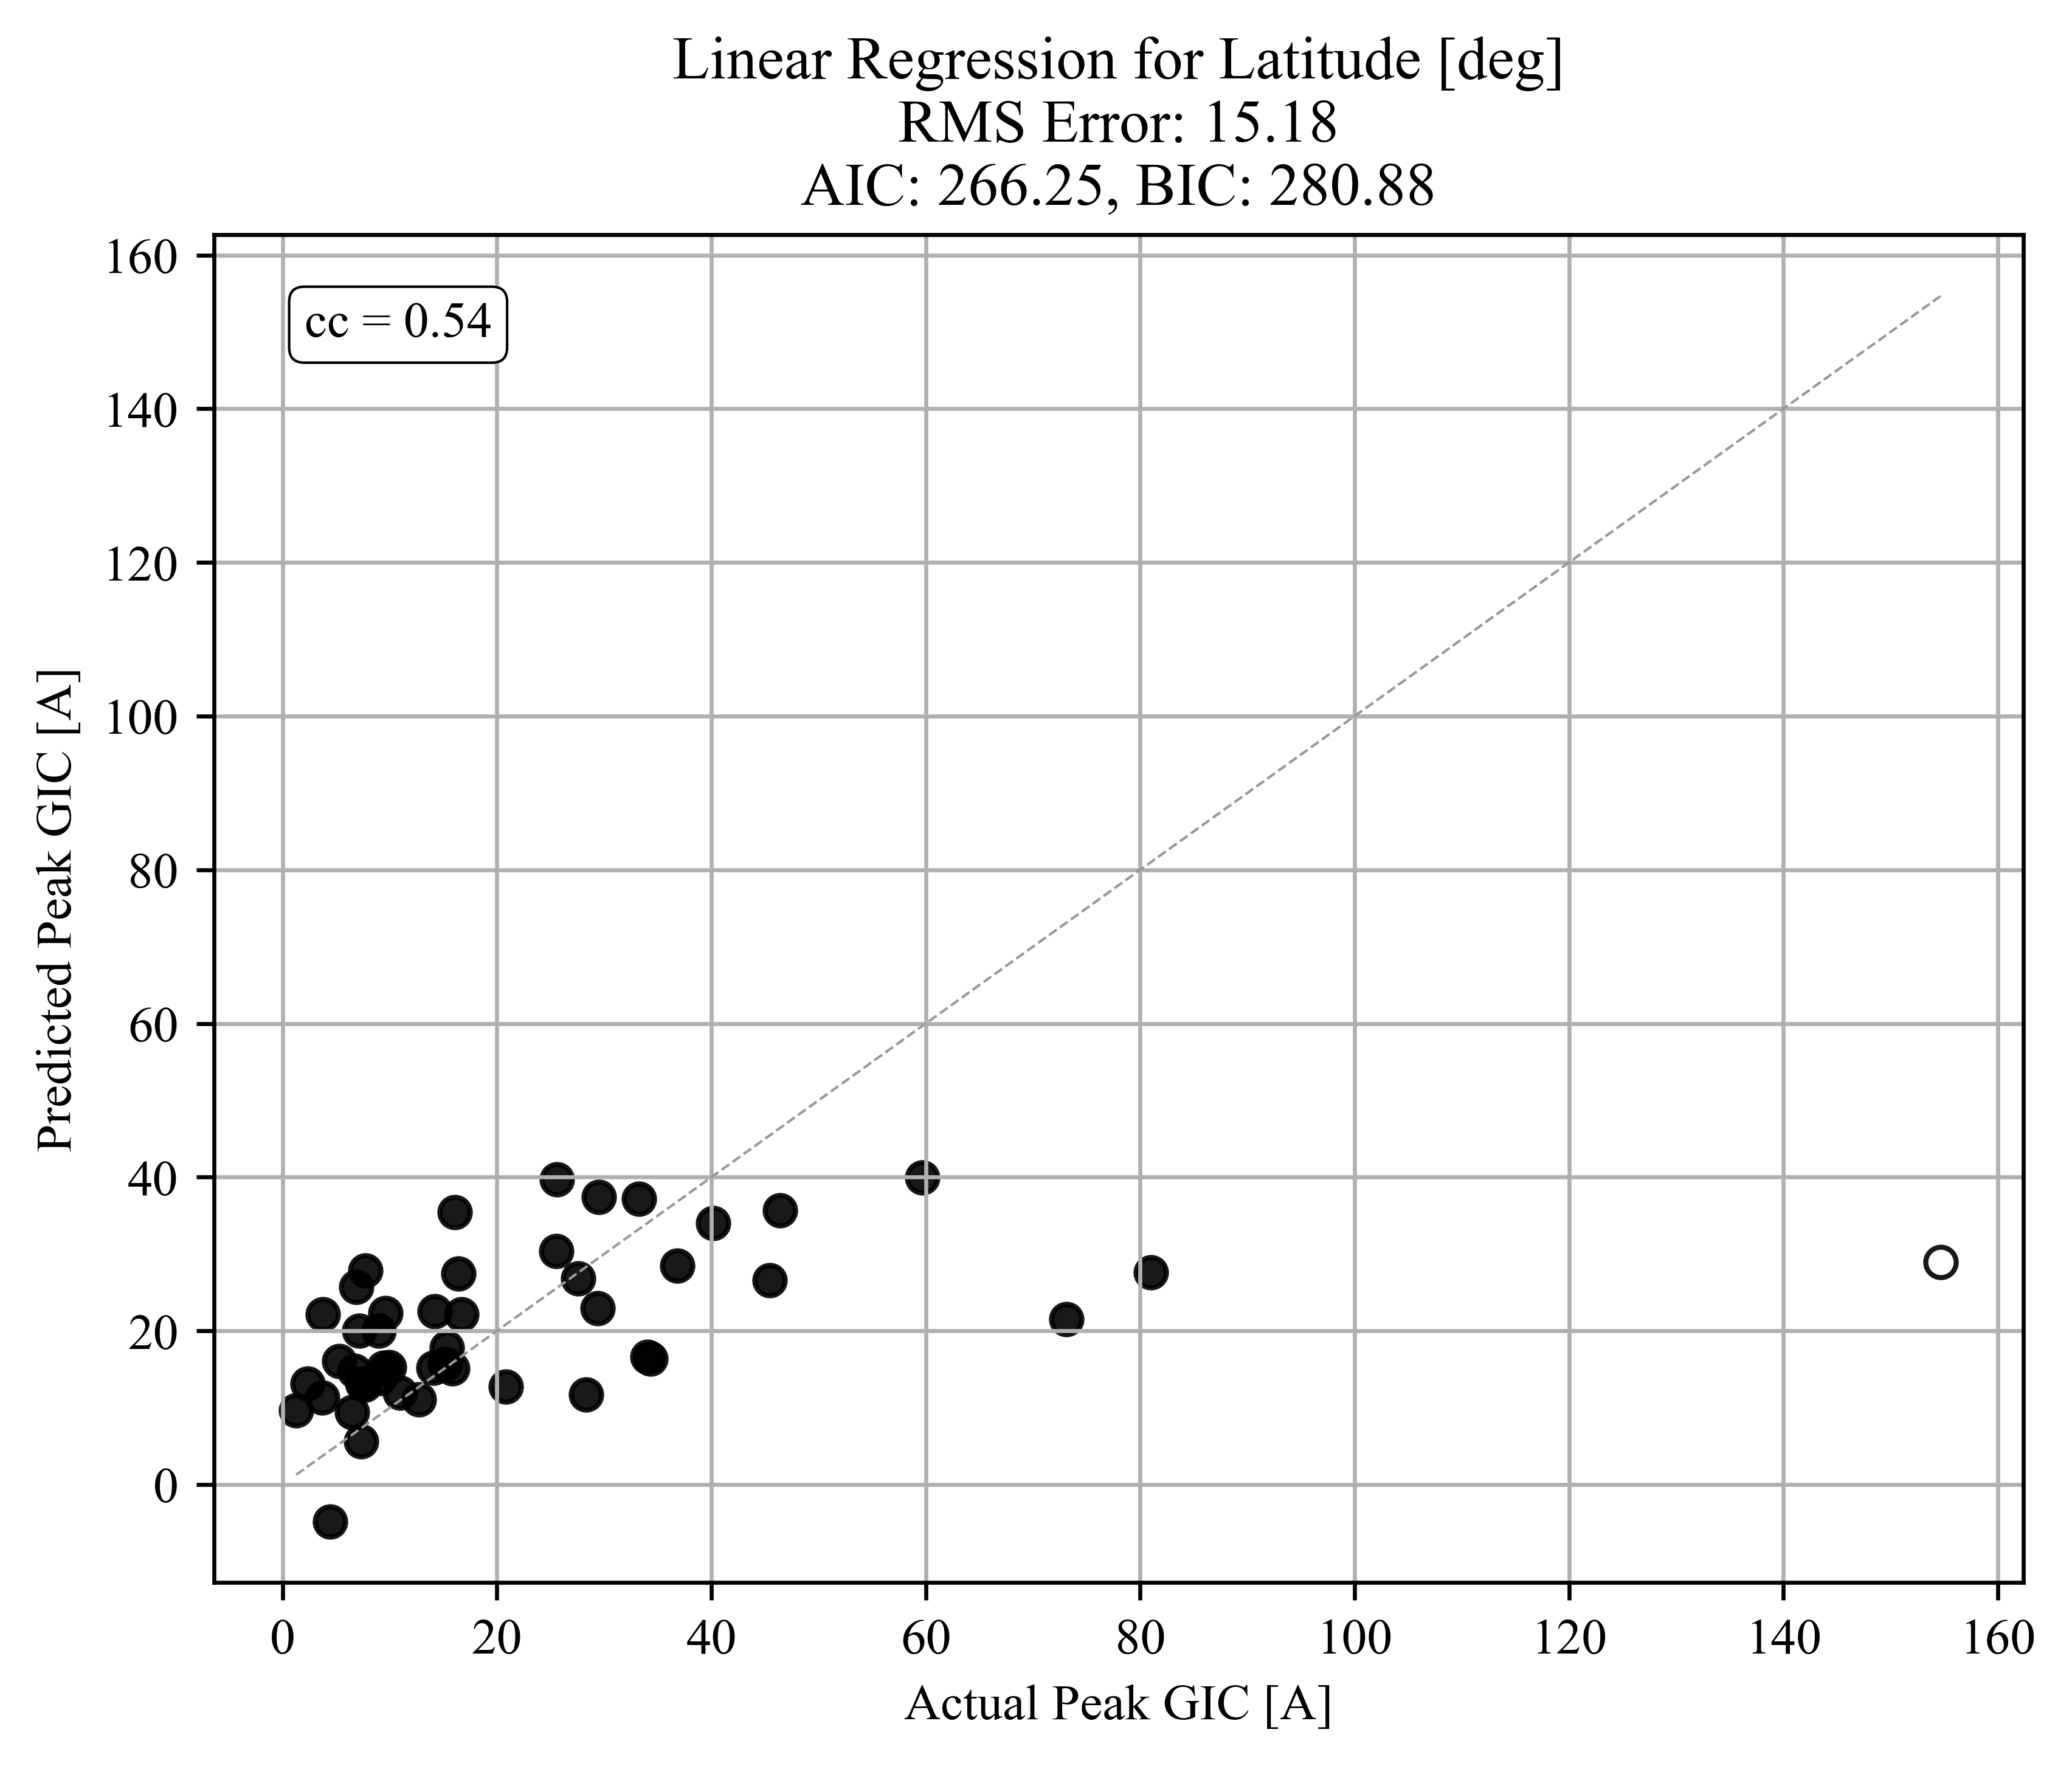 Linear Regression for Latitude [deg]
RMS Error: 15.18
AIC: 266.25, BIC: 280.88
cc = 0.54
160
140
120
100
80
60
40
20
0
Predicted Peak GIC [A]
0 20 40 60 80 100 120 140 160
Actual Peak GIC [A]